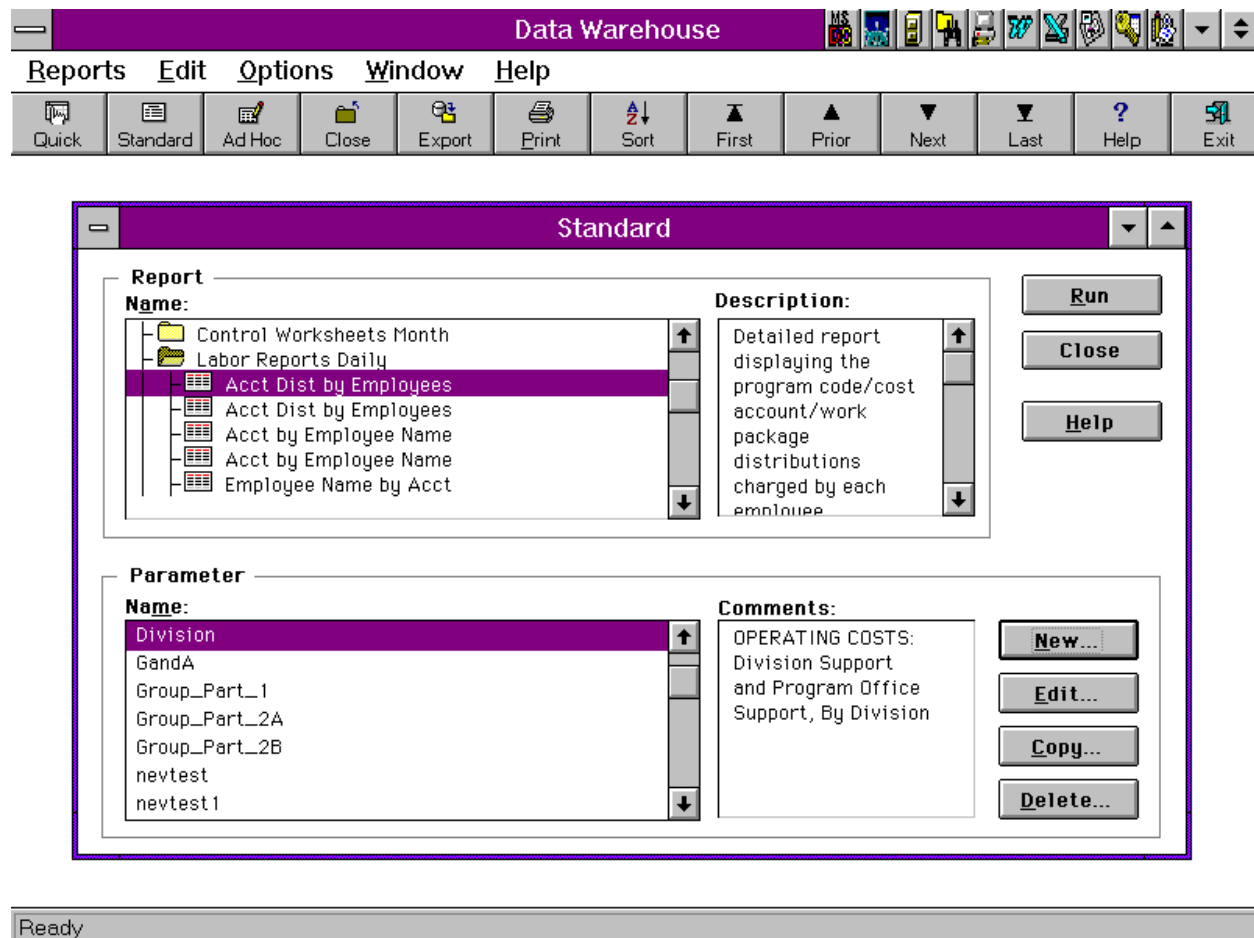 Data Warehouse
MS
DOS
Reports Edit Options Window Help
Quick Standard Ad Hoc Close Export Print Sort First Prior Next Last Help Exit
Standard
Report
Name:
Description:
Control Worksheets Month
Labor Reports Daily
Acct Dist by Employees
Acct Dist by Employees
Acct by Employee Name
Acct by Employee Name
Employee Name by Acct
Detailed report
displaying the
program code/cost
account/work
package
distributions
charged by each
employee
Run
Close
Help
Parameter
Name:
Division
GandA
Group_Part_1
Group_Part_2A
Group_Part_2B
nevtest
nevtest1
Comments:
OPERATING COSTS:
Division Support
and Program Office
Support, By Division
New...
Edit...
Copy...
Delete...
Ready